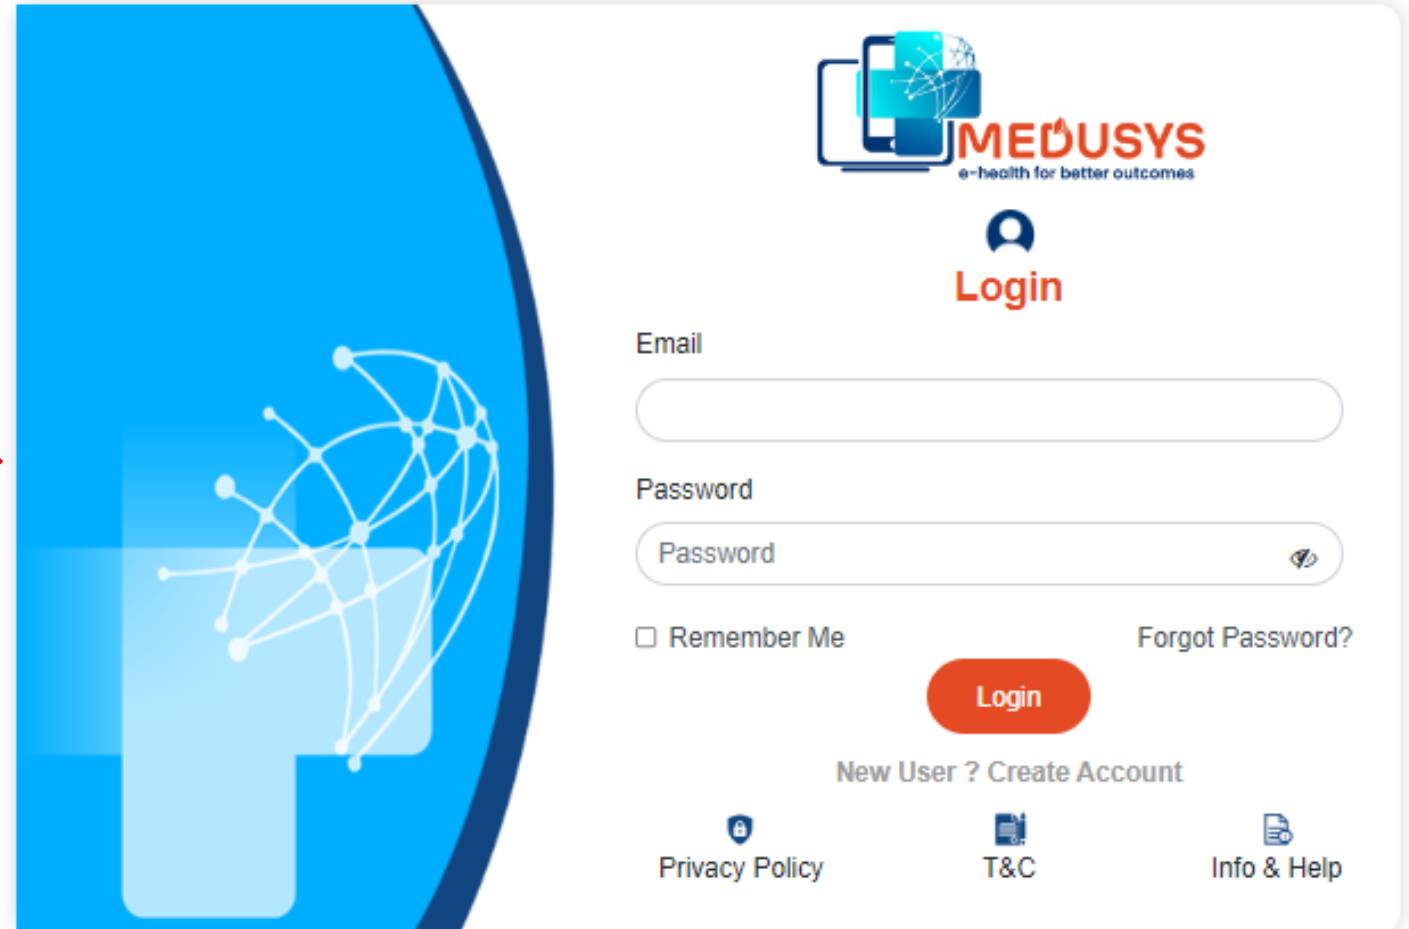 MEDUSYS
e-health for better outcomes
Login
Email
Password
Password
Remember Me
Forgot Password?
Login
New User ? Create Account
Privacy Policy
T&C
Info & Help